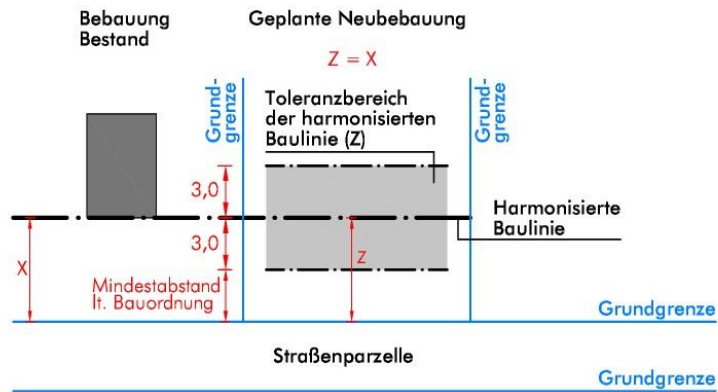 Bebauung
Bestand
Geplante Neubebauung
Z = X
Grund-
grenze
Toleranzbereich
der harmonisierten
Baulinie (Z)
Grund-
grenze
3,0
3,0
Harmonisierte
Baulinie
X
Z
Mindestabstand
lt. Bauordnung
Grundgrenze
Straßenparzelle
Grundgrenze